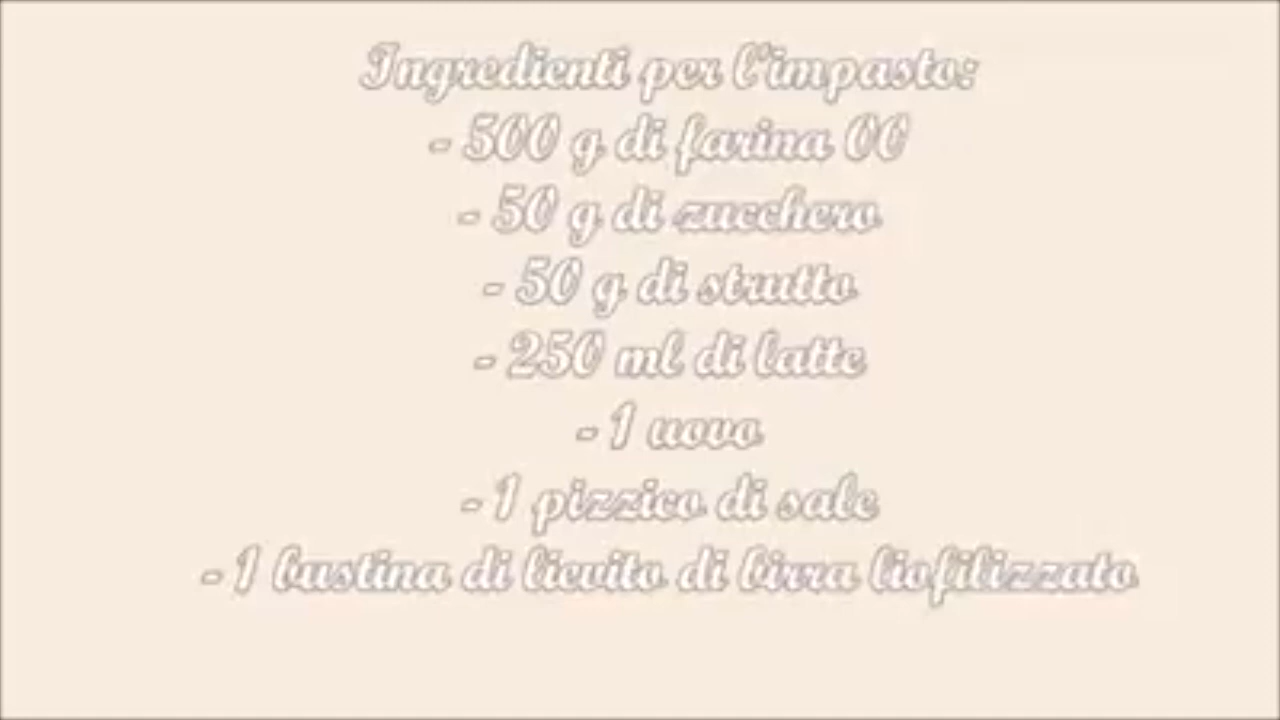 Ingredienti per l'impasto:
- 500 g di farina 00
- 50 g di zucchero
- 50 g di strutto
- 250 ml di latte
- 1 uovo
- 1 pizzico di sale
- 1 bustina di lievito di birra liofilizzato